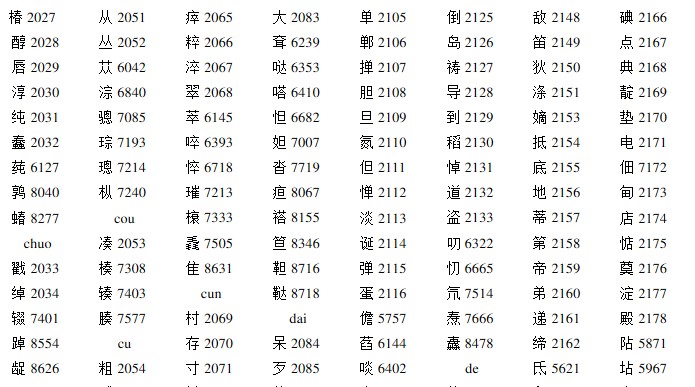 椿 2027 从 2051 瘁 2065 大 2083 单 2105 倒 2125 敌 2148 碘 2166
醇 2028 丛 2052 粹 2066 耷 6239 郸 2106 岛 2126 笛 2149 点 2167
唇 2029 苁 6042 淬 2067 哒 6353 掸 2107 祷 2127 狄 2150 典 2168
淳 2030 淙 6840 翠 2068 嗒 6410 胆 2108 导 2128 涤 2151 靛 2169
纯 2031 骢 7085 萃 6145 怛 6682 旦 2109 到 2129 嫡 2153 垫 2170
蠢 2032 琮 7193 啐 6393 妲 7007 氮 2110 稻 2130 抵 2154 电 2171
莼 6127 璁 7214 悴 6718 沓 7719 但 2111 悼 2131 底 2155 佃 7172
鹑 8040 枞 7240 璀 7213 疸 8067 惮 2112 道 2132 地 2156 甸 2173
蝽 8277 cou 榱 7333 褡 8155 淡 2113 盗 2133 蒂 2157 店 2174
chuo 凑 2053 毳 7505 笪 8346 诞 2114 叨 6322 第 2158 惦 2175
戳 2033 楱 7308 隹 8631 靼 8716 弹 2115 忉 6665 帝 2159 奠 2176
绰 2034 辏 7403 cun 鞑 8718 蛋 2116 氘 7514 弟 2160 淀 2177
辍 7401 腠 7577 村 2069 dai 儋 5757 焘 7666 递 2161 殿 2178
踔 8554 cu 存 2070 呆 2084 萏 6144 纛 8478 缔 2162 阽 5871
龊 8626 粗 2054 寸 2071 歹 2085 啖 6402 de 氐 5621 坫 5967